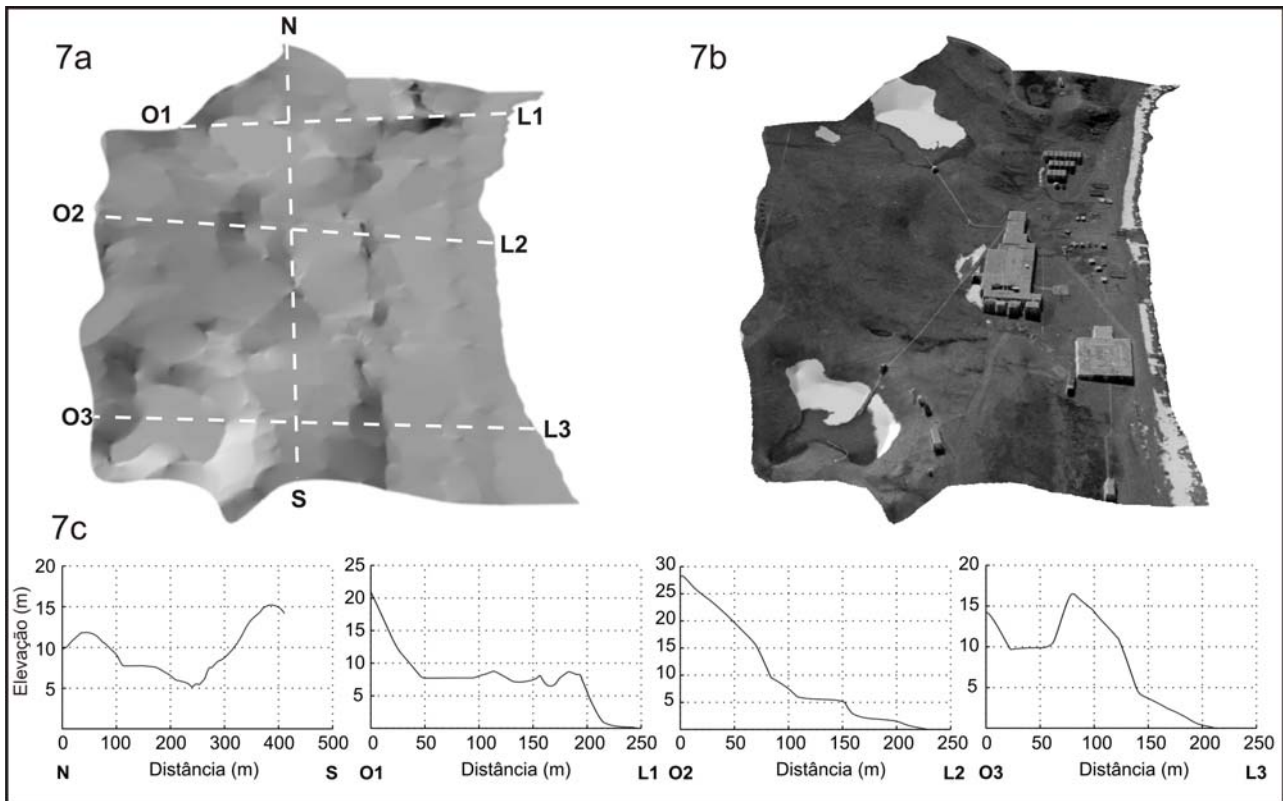 7a
N
7b
O1
L1
O2
L2
O3
L3
S
7c
Elevação (m)
20
15
10
5
0 100 200 300 400 500
N Distância (m) S
25
20
15
10
5
0 50 100 150 200 250
O1 Distância (m) L1
30
25
20
15
10
5
0 50 100 150 200 250
O2 Distância (m) L2
20
15
10
5
0 50 100 150 200 250
O3 Distância (m) L3